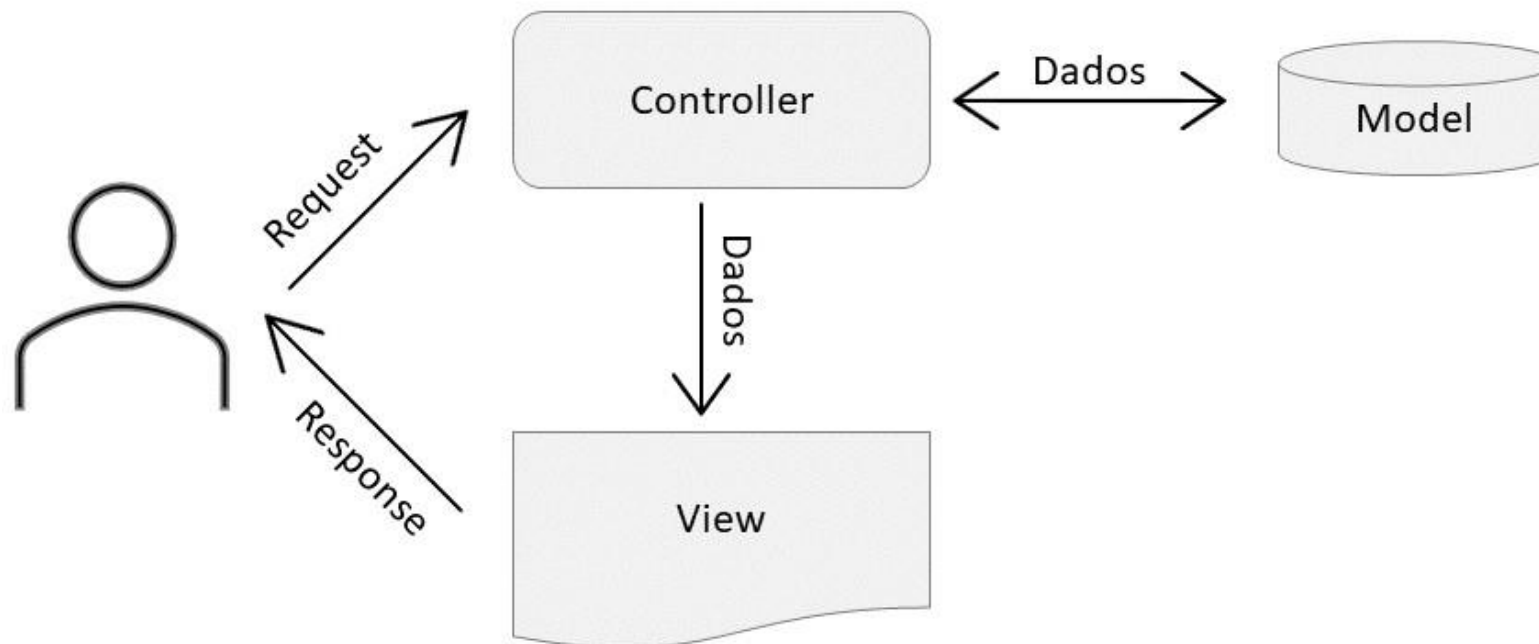 Controller
Dados
Model
Request
Dados
Response
View